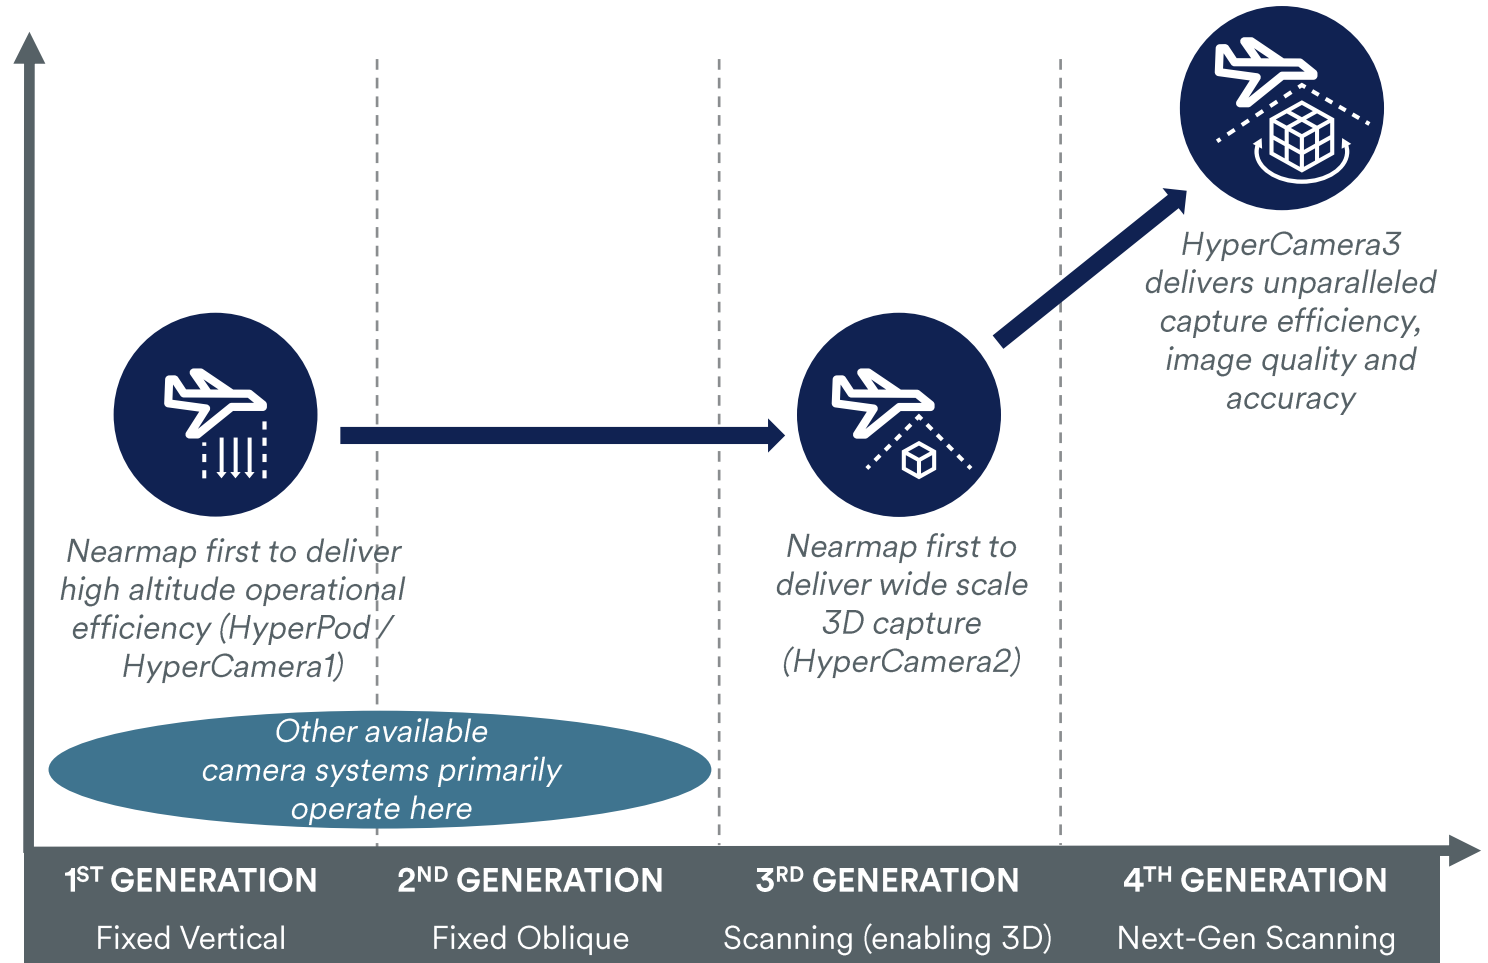 HyperCamera3
delivers unparalleled
capture efficiency,
image quality and
accuracy
Nearmap first to deliver
high altitude operational
efficiency (HyperPod /
HyperCamera1)
Nearmap first to
deliver wide scale
3D capture
(HyperCamera2)
Other available
camera systems primarily
operate here
1ST GENERATION
Fixed Vertical
2ND GENERATION
Fixed Oblique
3RD GENERATION
Scanning (enabling 3D)
4TH GENERATION
Next-Gen Scanning